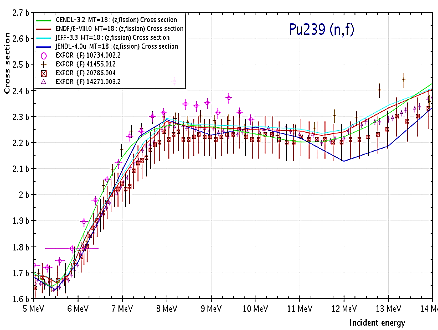 Pu239 (n,f)
CENDL-3.2 MT=18: (z,fission) Cross section
ENDF/B-VIII.0 MT=18: (z,fission) Cross section
JEFF-3.3 MT=18: (z,fission) Cross section
JENDL-4.0u MT=18: (z,fission) Cross section
EXFOR (F) 10734.002.2
EXFOR (F) 41455.012
EXFOR (F) 20786.004
EXFOR (F) 14271.003.2
Cross section
2.7 b
2.6 b
2.5 b
2.4 b
2.3 b
2.2 b
2.1 b
2 b
1.9 b
1.8 b
1.7 b
1.6 b
5 MeV
6 MeV
7 MeV
8 MeV
9 MeV
10 MeV
11 MeV
12 MeV
13 MeV
14 M
Incident energy